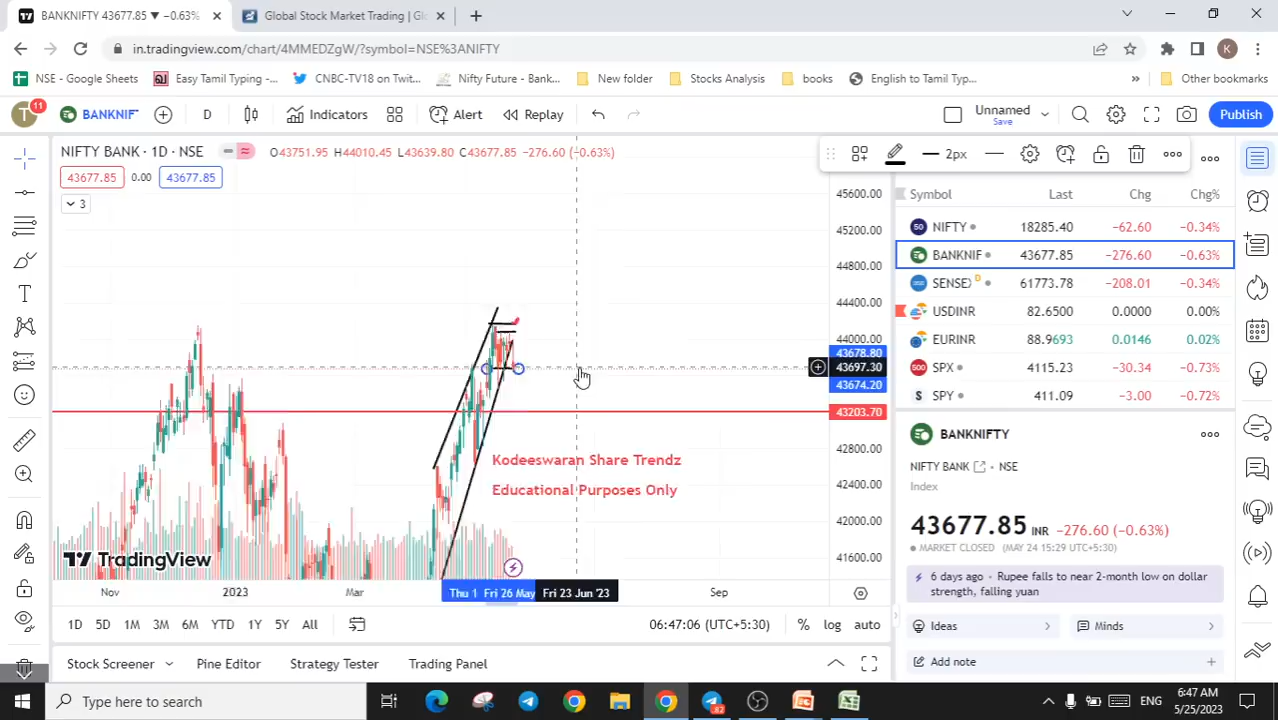 BANKNIFTY 43677.85 ▼ −0.63%
Global Stock Market Trading | Glo
in.tradingview.com/chart/4MMEDZgW/?symbol=NSE%3ANIFTY
K
NSE - Google Sheets
Easy Tamil Typing -...
CNBC-TV18 on Twit...
Nifty Future - Bank...
New folder
Stocks Analysis
books
English to Tamil Typ...
»
Other bookmarks
T
11
BANKNIF
D
Indicators
Alert
Replay
Unnamed
Save
Publish
NIFTY BANK · 1D · NSE
O43751.95 H44010.45 L43639.80 C43677.85 −276.60 (−0.63%)
43677.85
0.00
43677.85
3
2px
Symbol Last Chg Chg%
NIFTY 18285.40 −62.60 −0.34%
BANKNIF 43677.85 −276.60 −0.63%
SENSEX D 61773.78 −208.01 −0.34%
USDINR 82.6500 0.0000 0.00%
EURINR 88.9693 0.0146 0.02%
SPX 4115.23 −30.34 −0.73%
SPY 411.09 −3.00 −0.72%
45600.00
45200.00
44800.00
44400.00
44000.00
43678.80
43697.30
43674.20
43203.70
42800.00
42400.00
42000.00
41600.00
Kodeeswaran Share Trendz
Educational Purposes Only
TradingView
Nov
2023
Mar
Thu 1
Fri 26 May
Fri 23 Jun '23
Sep
BANKNIFTY
NIFTY BANK · NSE
Index
43677.85 INR −276.60 (−0.63%)
MARKET CLOSED (MAY 24 15:29 UTC+5:30)
6 days ago · Rupee falls to near 2-month low on dollar
strength, falling yuan
Ideas
Minds
Add note
1D 5D 1M 3M 6M YTD 1Y 5Y All
06:47:06 (UTC+5:30)
% log auto
Stock Screener
Pine Editor
Strategy Tester
Trading Panel
Type here to search
82
ENG
6:47 AM
5/25/2023